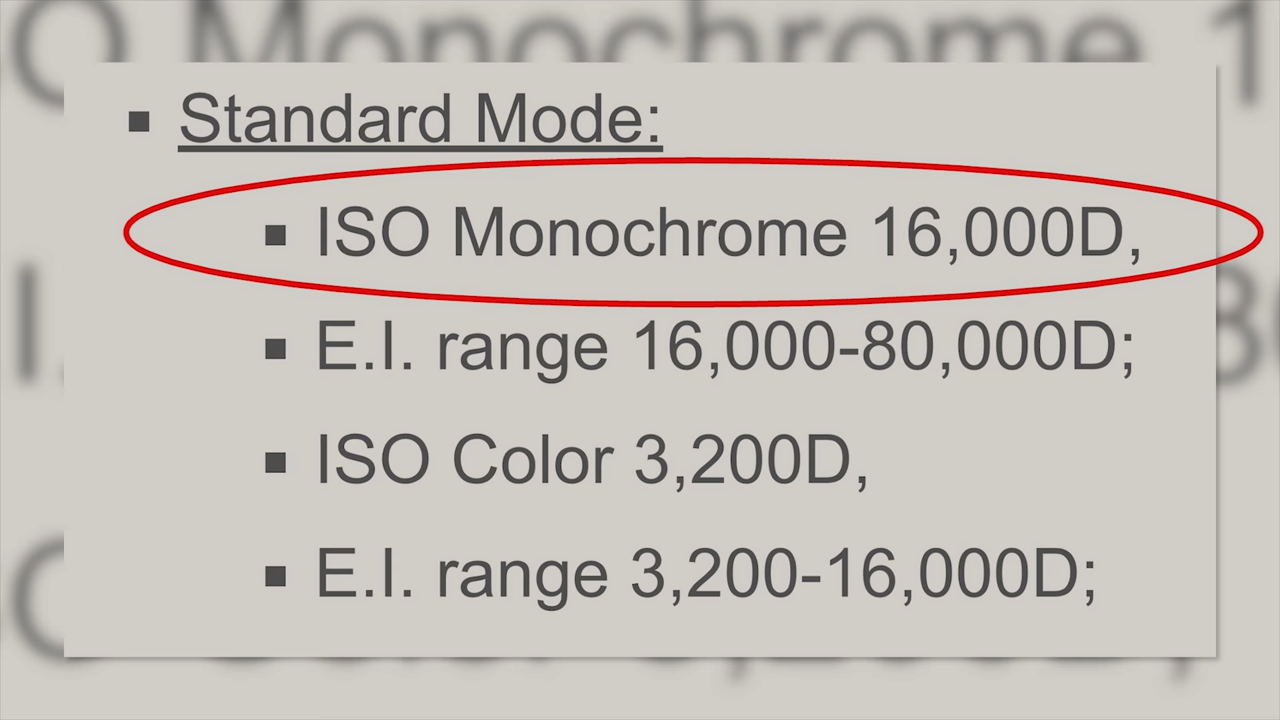 ▪ Standard Mode:
▪ ISO Monochrome 16,000D,
▪ E.I. range 16,000-80,000D;
▪ ISO Color 3,200D,
▪ E.I. range 3,200-16,000D;